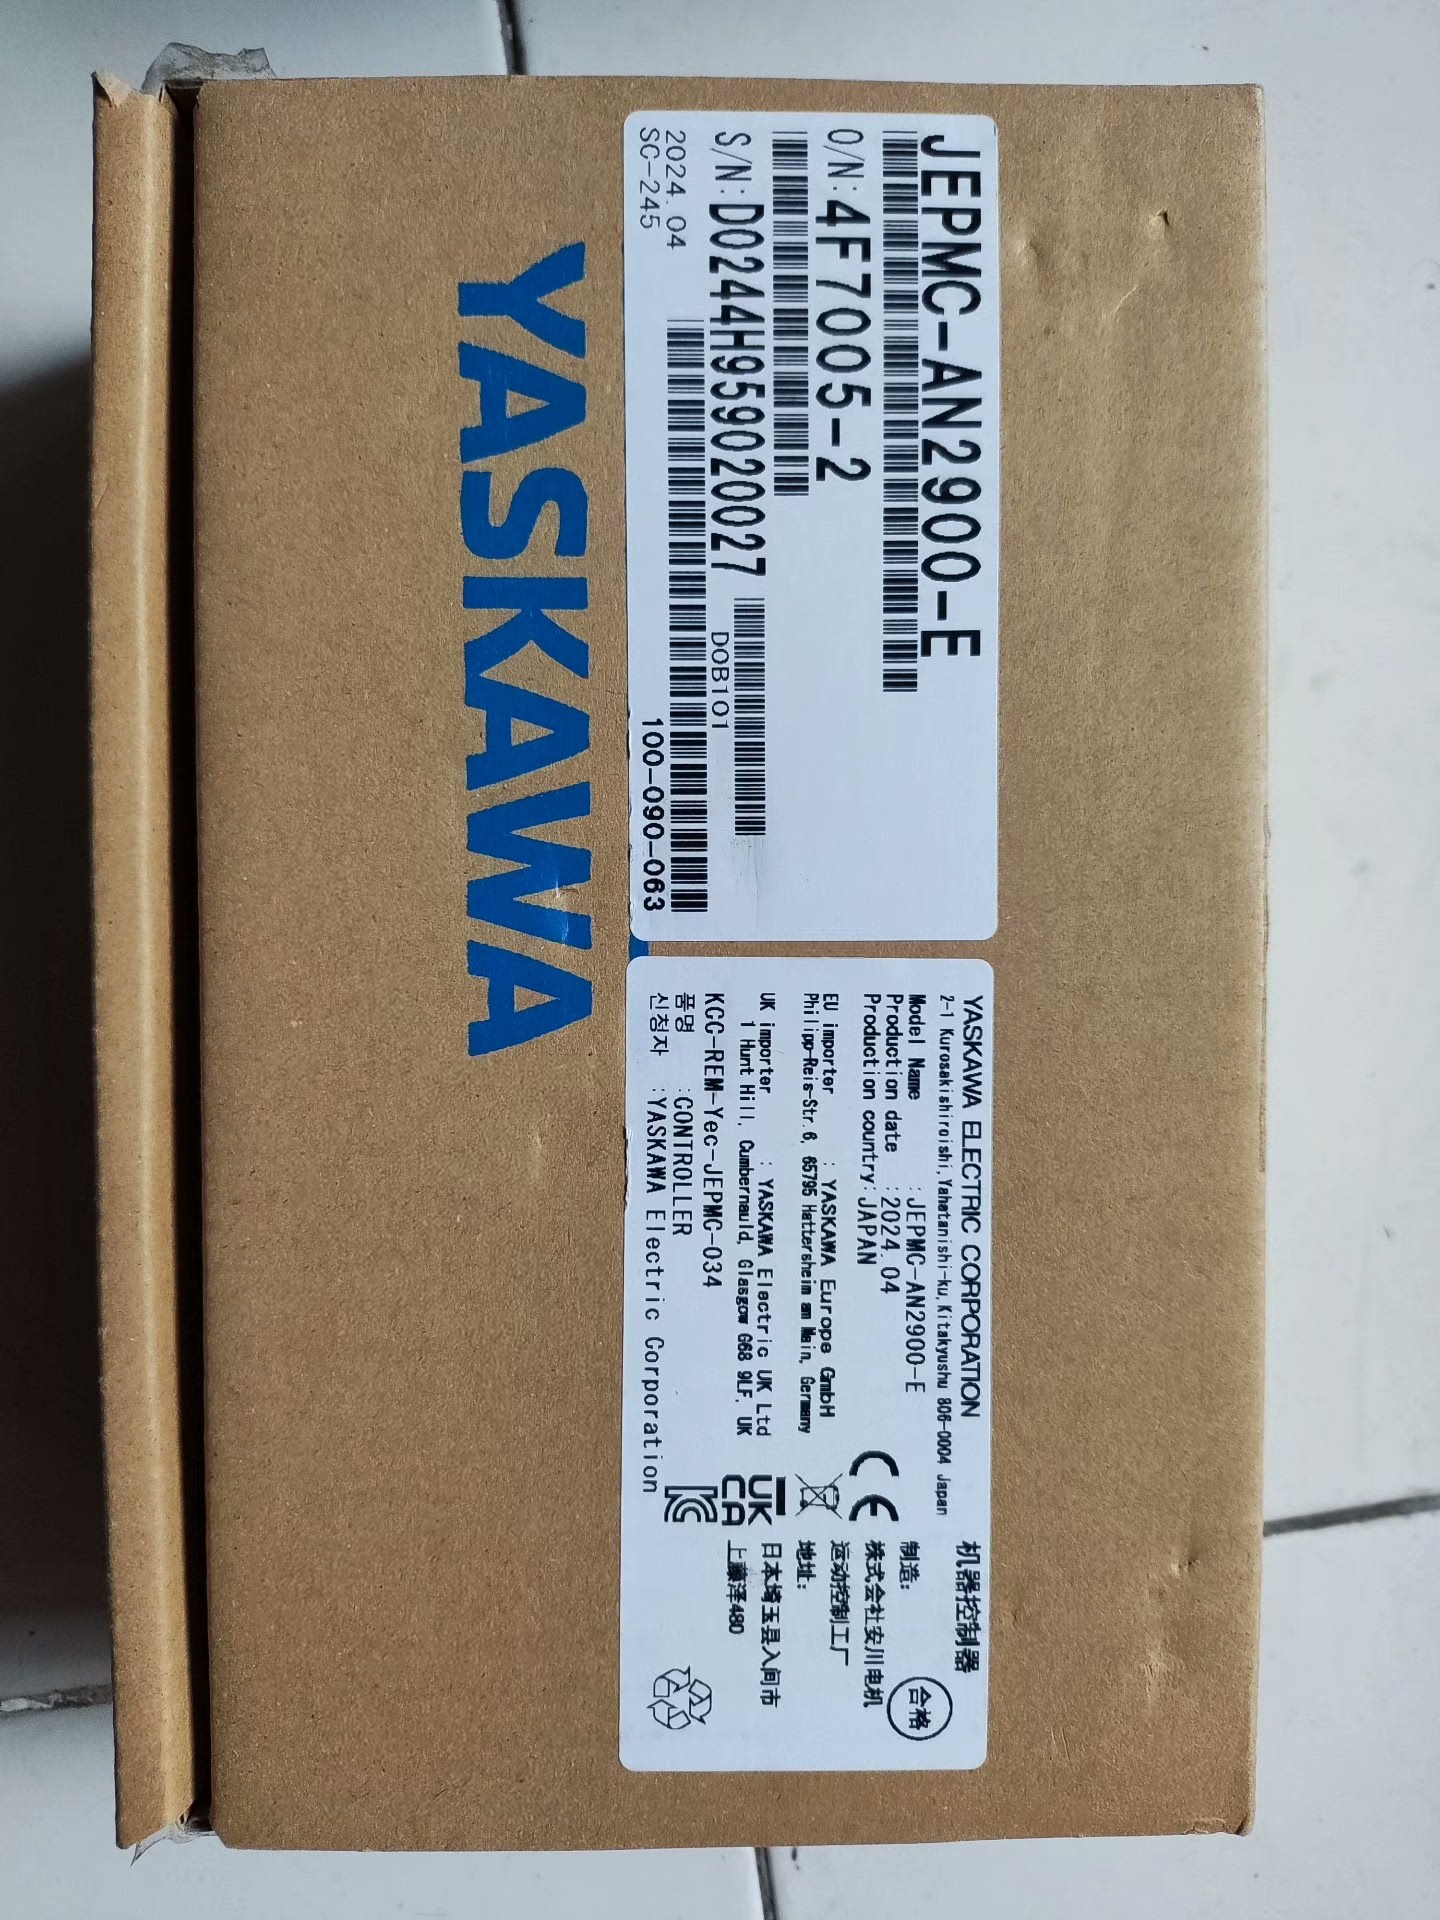 JEPMC-AN2900-E
O/N:4F7005-2
S/N:D0244H959020027
D0B101
2024.04
SC-245
100-090-063
YASKAWA
YASKAWA ELECTRIC CORPORATION
2-1 Kurosakishiroishi, Yahatanishi-ku, Kitakyushu 806-0004 Japan
Model Name :JEPMC-AN2900-E
Production date :2024.04
Production country:JAPAN
EU importer : YASKAWA Europe GmbH
Philipp-Reis-Str.6, 65795 Hattersheim am Main, Germany
UK importer : YASKAWA Electric UK Ltd
1 Hunt Hill, Cumbernauld, Glasgow G68 9LF, UK
KCC-REM-Yec-JEPMC-034
품명 :CONTROLLER
신청자 :YASKAWA Electric Corporation
CE
UK
CA
机器控制器
制造:
株式会社安川电机
运动控制工厂
地址:
日本埼玉县入间市
上藤泽480
合格